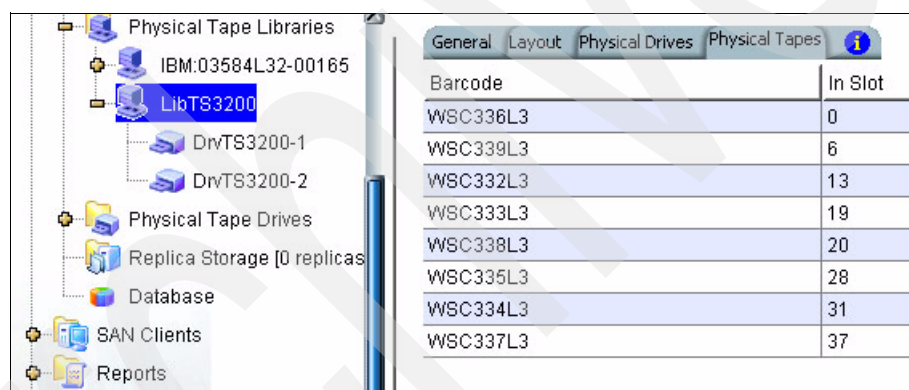 Physical Tape Libraries
IBM:03584L32-00165
LibTS3200
DrvTS3200-1
DrvTS3200-2
Physical Tape Drives
Replica Storage [0 replicas
Database
SAN Clients
Reports
General Layout Physical Drives Physical Tapes i
Barcode In Slot
WSC336L3 0
WSC339L3 6
WSC332L3 13
WSC333L3 19
WSC338L3 20
WSC335L3 28
WSC334L3 31
WSC337L3 37